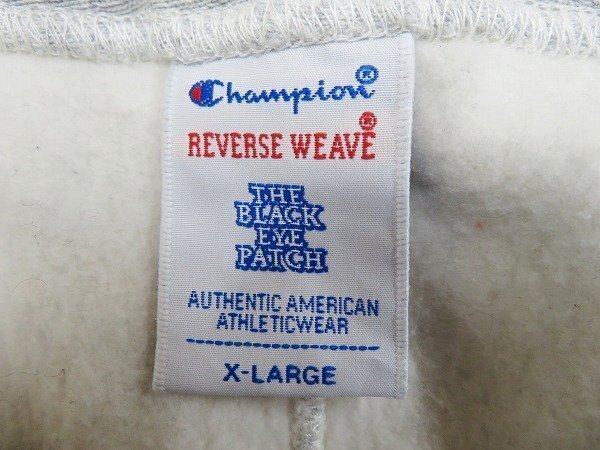 Champion®
REVERSE WEAVE®
THE
BLACK
EYE
PATCH
AUTHENTIC AMERICAN
ATHLETICWEAR
X-LARGE